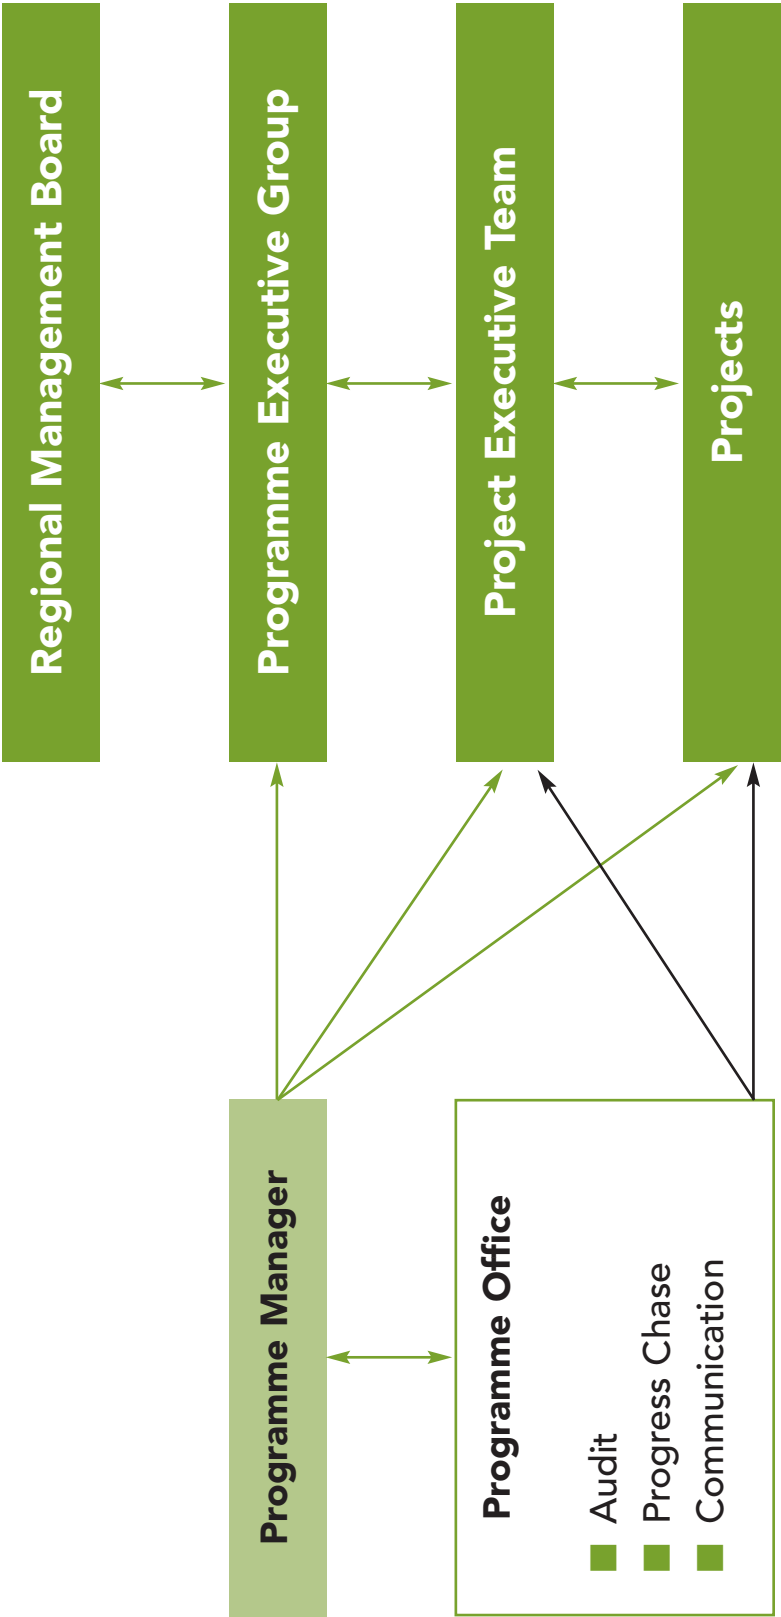 Regional Management Board
Programme Manager
Programme Executive Group
Programme Office
Audit
Progress Chase
Communication
Project Executive Team
Projects